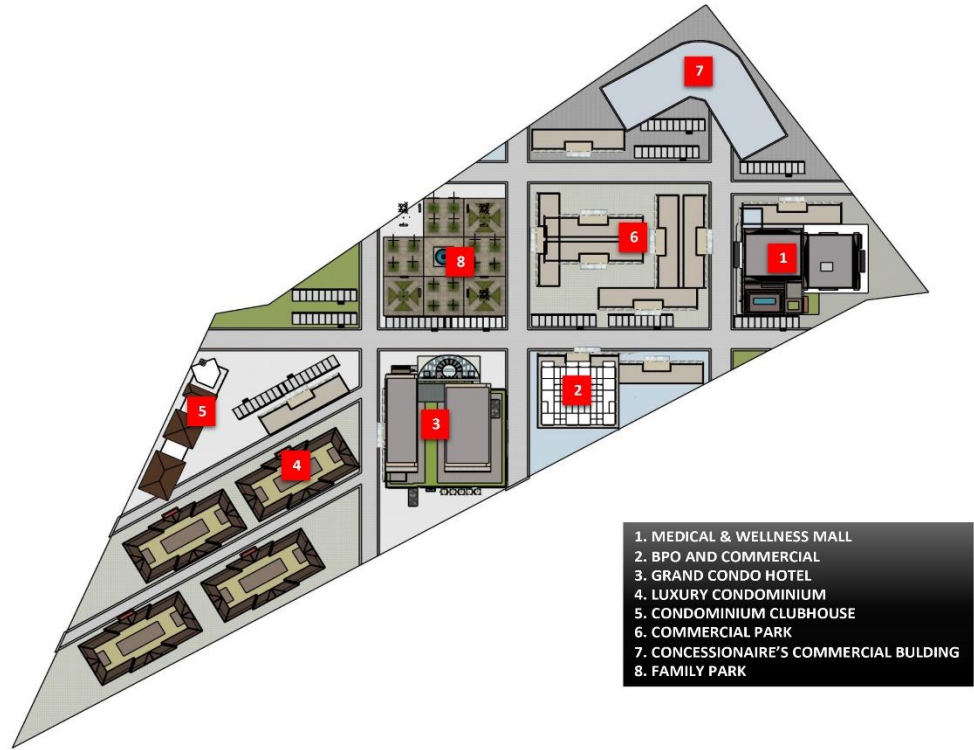 7
6
1
8
2
5
3
4
1. MEDICAL & WELLNESS MALL
2. BPO AND COMMERCIAL
3. GRAND CONDO HOTEL
4. LUXURY CONDOMINIUM
5. CONDOMINIUM CLUBHOUSE
6. COMMERCIAL PARK
7. CONCESSIONAIRE'S COMMERCIAL BULDING
8. FAMILY PARK